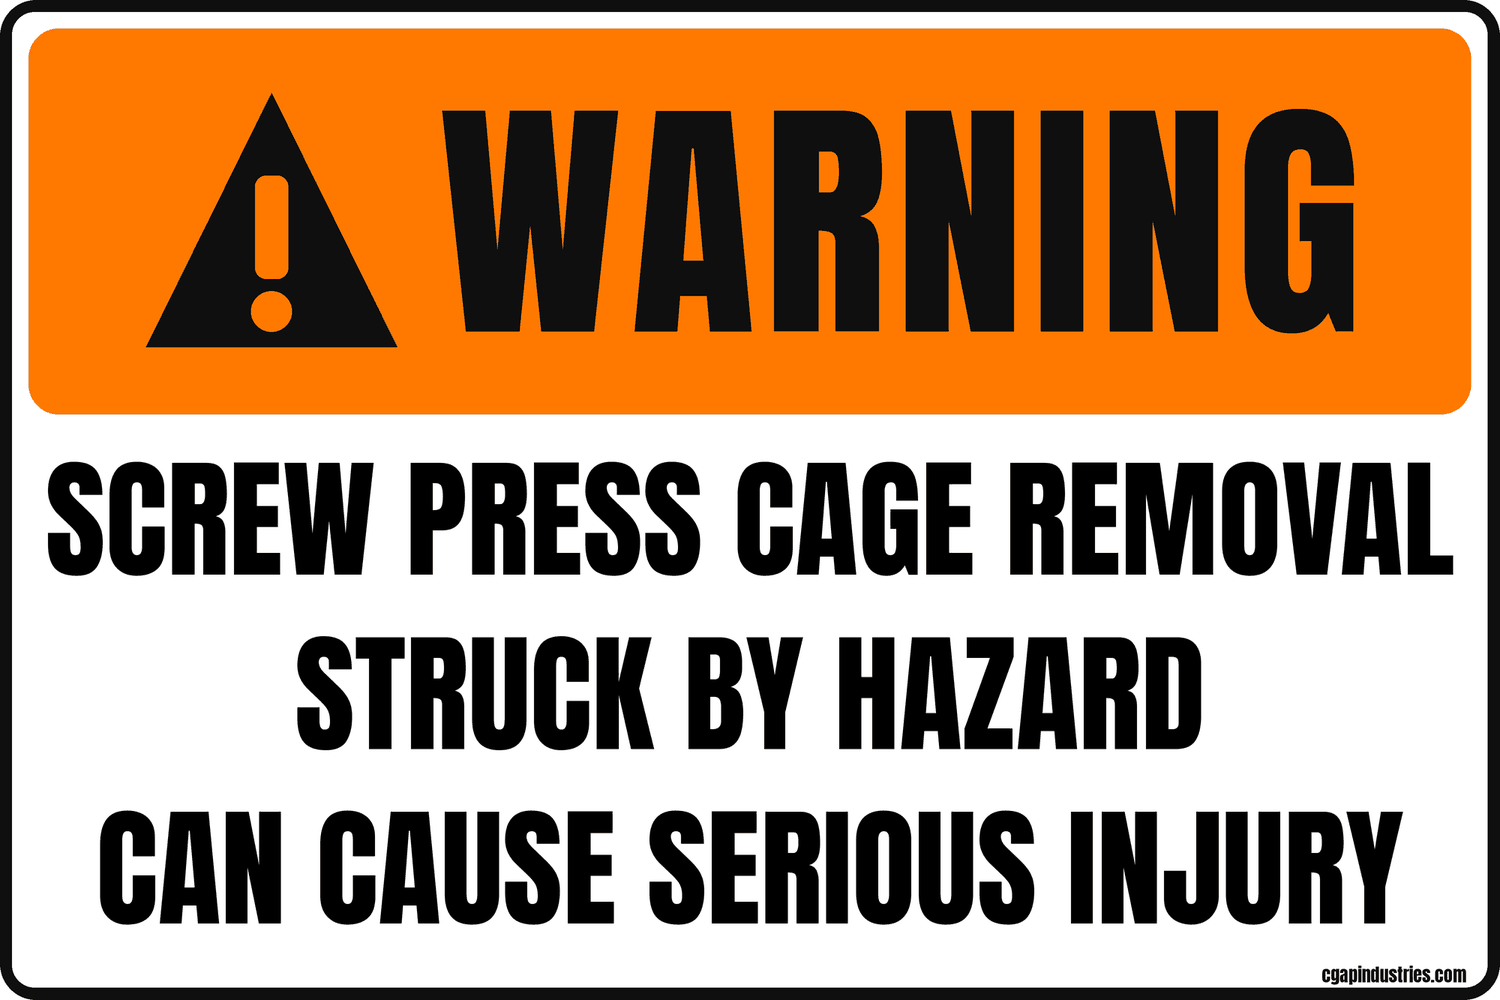 WARNING
SCREW PRESS CAGE REMOVAL
STRUCK BY HAZARD
CAN CAUSE SERIOUS INJURY
cgapindustries.com